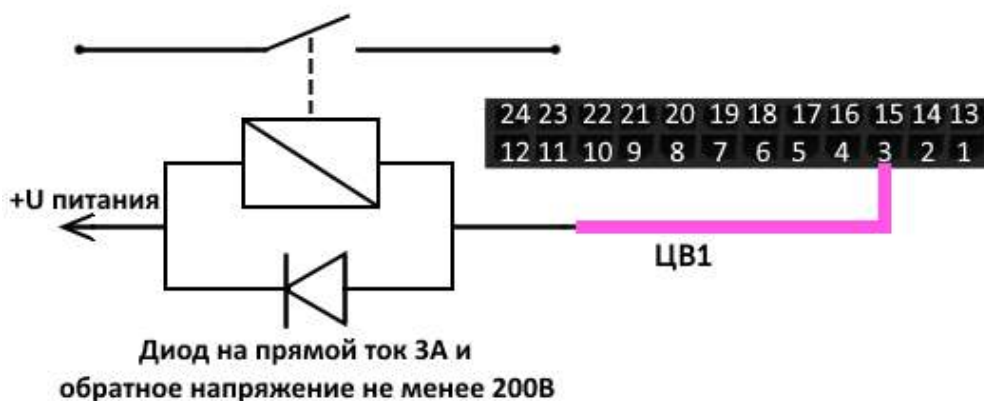 24 23 22 21 20 19 18 17 16 15 14 13
12 11 10 9 8 7 6 5 4 3 2 1
+U питания
ЦВ1
Диод на прямой ток 3А и
обратное напряжение не менее 200В